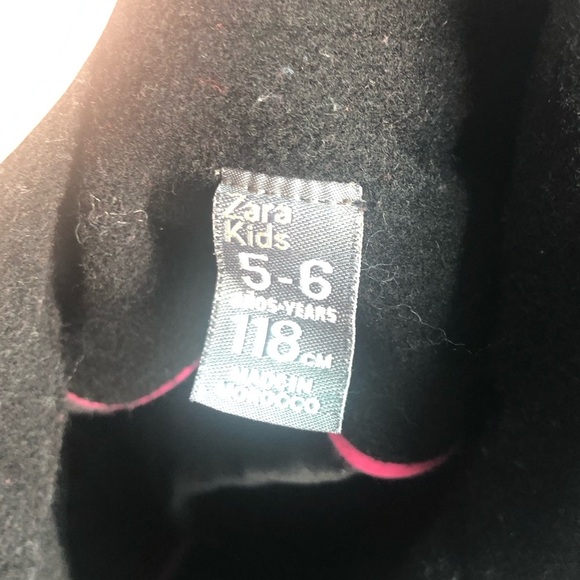 Zara
Kids
5-6
AÑOS-YEARS
118 CM
MADE IN
MOROCCO